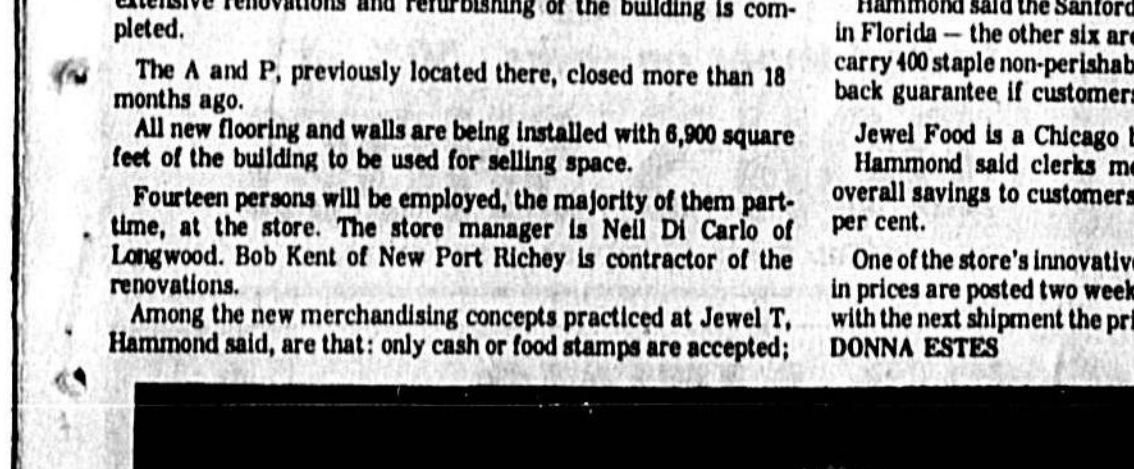 extensive renovations and refurbishing of the building is com-
pleted.
The A and P, previously located there, closed more than 18
months ago.
All new flooring and walls are being installed with 6,900 square
feet of the building to be used for selling space.
Fourteen persons will be employed, the majority of them part-
time, at the store. The store manager is Neil Di Carlo of
Longwood. Bob Kent of New Port Richey is contractor of the
renovations.
Among the new merchandising concepts practiced at Jewel T,
Hammond said, are that: only cash or food stamps are accepted;
Hammond said the Sanford
in Florida — the other six are
carry 400 staple non-perishab
back guarantee if customers
Jewel Food is a Chicago
Hammond said clerks me
overall savings to customers
per cent.
One of the store's innovative
in prices are posted two week
with the next shipment the pri
DONNA ESTES